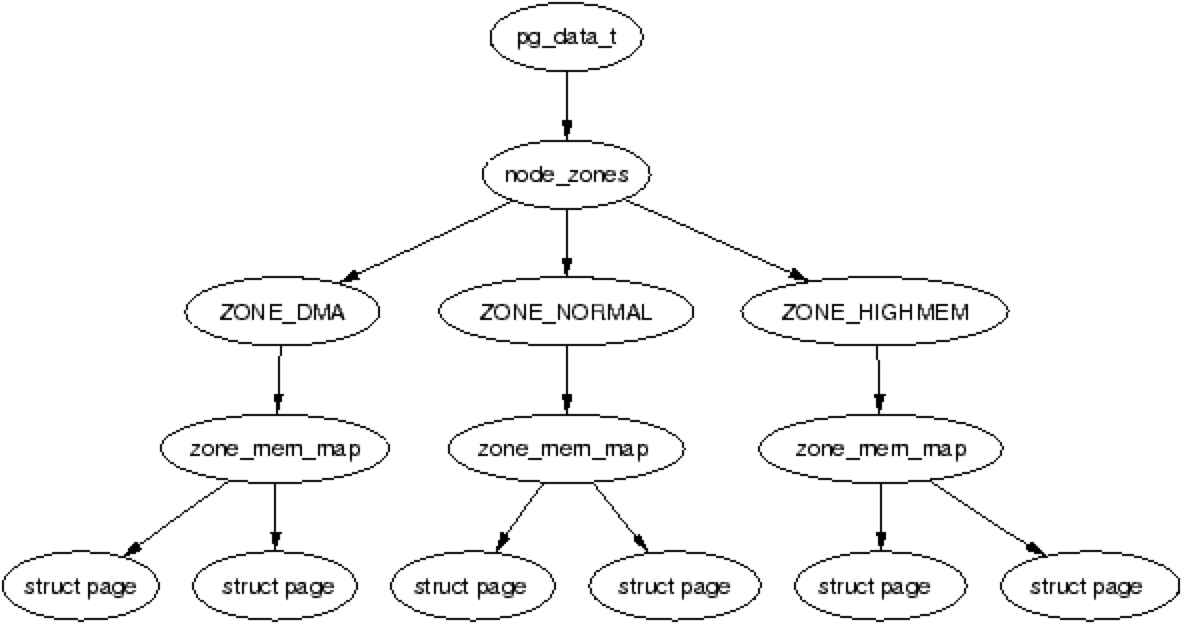 pg_data_t
node_zones
ZONE_DMA
ZONE_NORMAL
ZONE_HIGHMEM
zone_mem_map
zone_mem_map
zone_mem_map
struct page
struct page
struct page
struct page
struct page
struct page